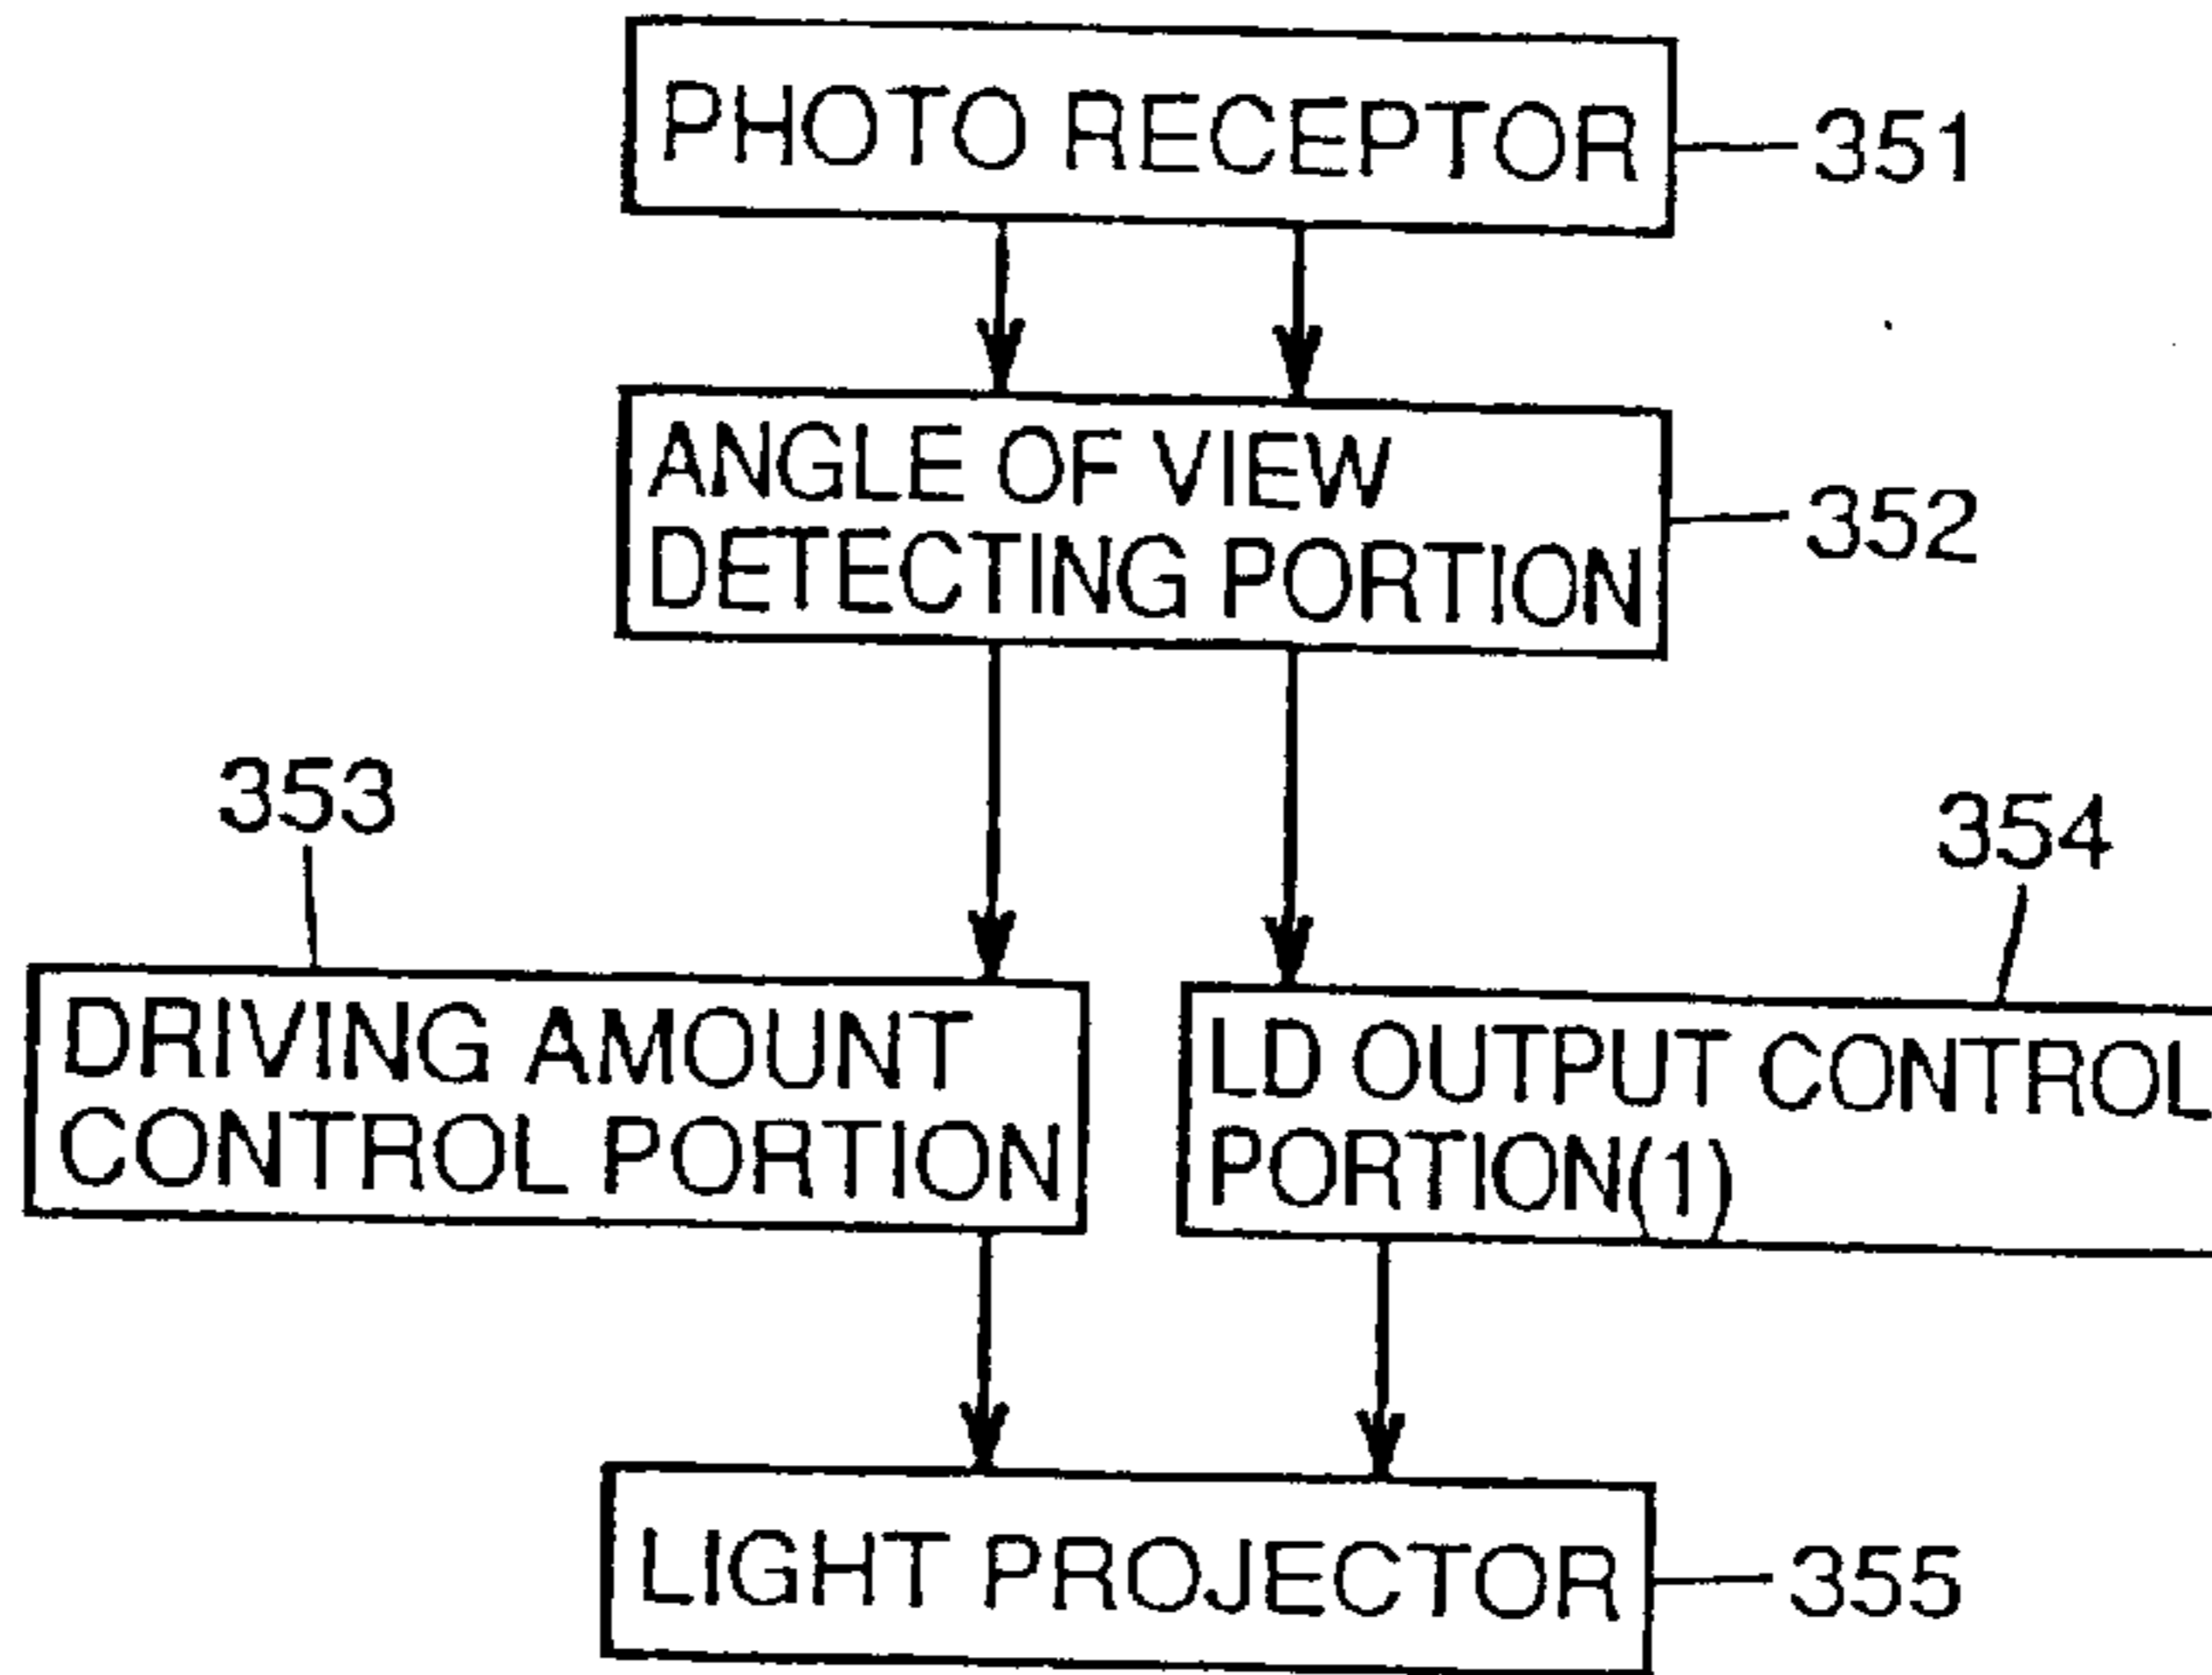 PHOTO RECEPTOR
351
ANGLE OF VIEW
DETECTING PORTION
352
353
354
DRIVING AMOUNT
CONTROL PORTION
LD OUTPUT CONTROL
PORTION(1)
LIGHT PROJECTOR
355